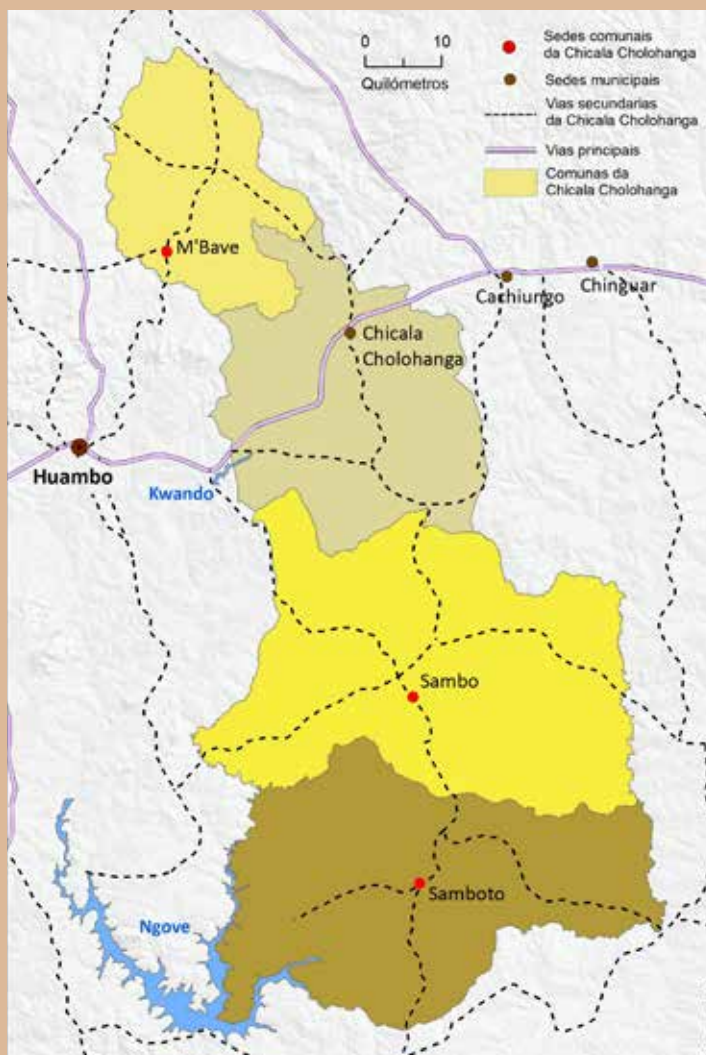 0 10
Quilómetros
Sedes comunais
da Chicala Cholohanga
Sedes municipais
Vias secundarias
da Chicala Cholohanga
Vias principais
Comunas da
Chicala Cholohanga
M'Bave
Cachiungo
Chinguar
Chicala
Cholohanga
Huambo
Kwando
Sambo
Samboto
Ngove